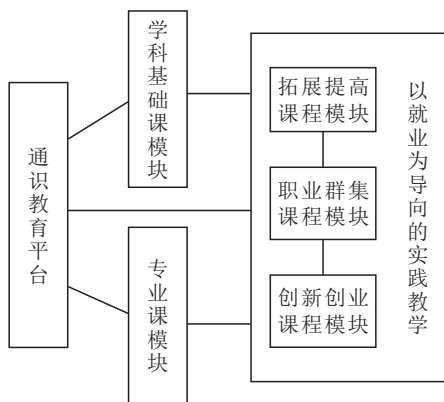 通识教育平台
学科基础课模块
专业课模块
拓展提高
课程模块
职业群集
课程模块
创新创业
课程模块
以就业为导向的实践教学